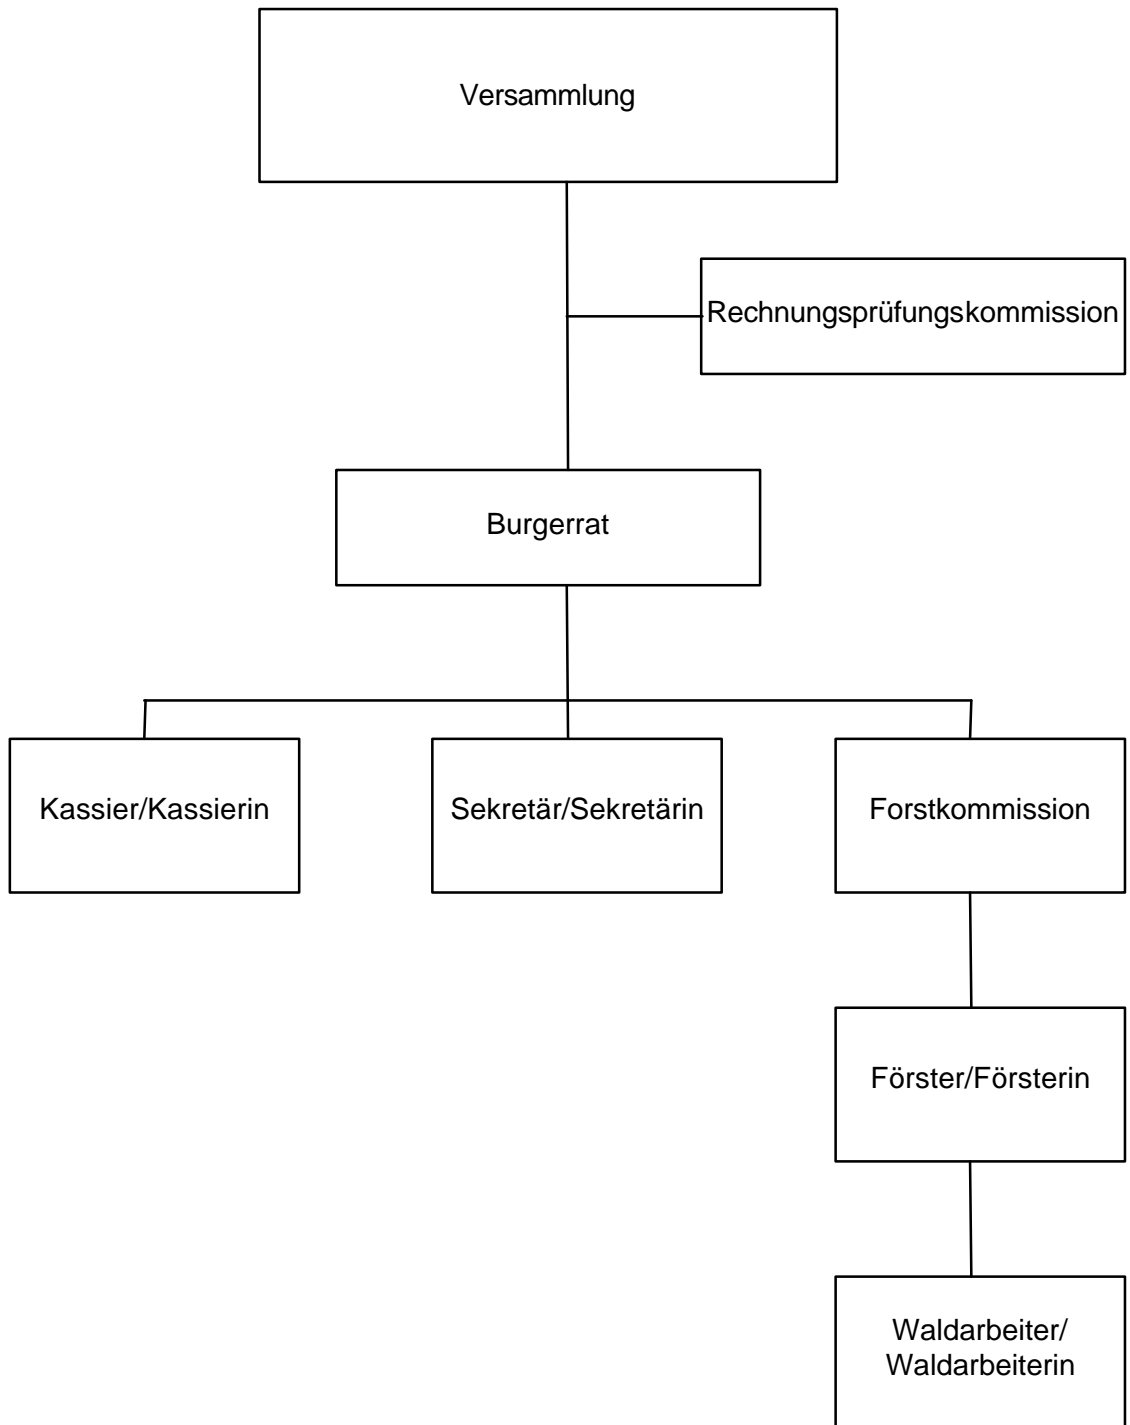 Versammlung
Rechnungsprüfungskommission
Burgerrat
Kassier/Kassierin
Sekretär/Sekretärin
Forstkommission
Förster/Försterin
Waldarbeiter/
Waldarbeiterin